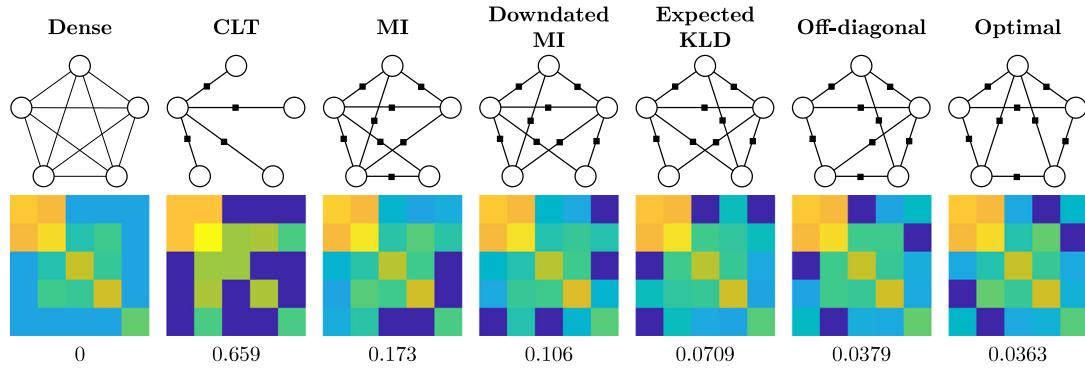 Dense
CLT
MI
Downdated
MI
Expected
KLD
Off-diagonal
Optimal
0
0.659
0.173
0.106
0.0709
0.0379
0.0363